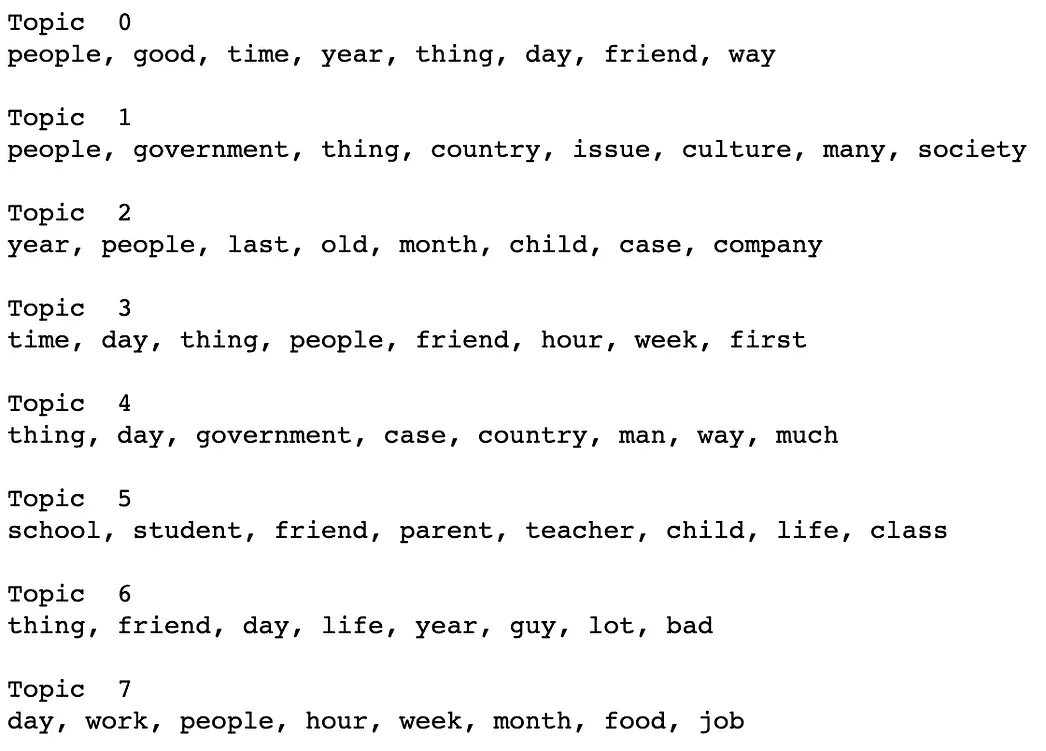 Topic  0
people, good, time, year, thing, day, friend, way
Topic  1
people, government, thing, country, issue, culture, many, society
Topic  2
year, people, last, old, month, child, case, company
Topic  3
time, day, thing, people, friend, hour, week, first
Topic  4
thing, day, government, case, country, man, way, much
Topic  5
school, student, friend, parent, teacher, child, life, class
Topic  6
thing, friend, day, life, year, guy, lot, bad
Topic  7
day, work, people, hour, week, month, food, job